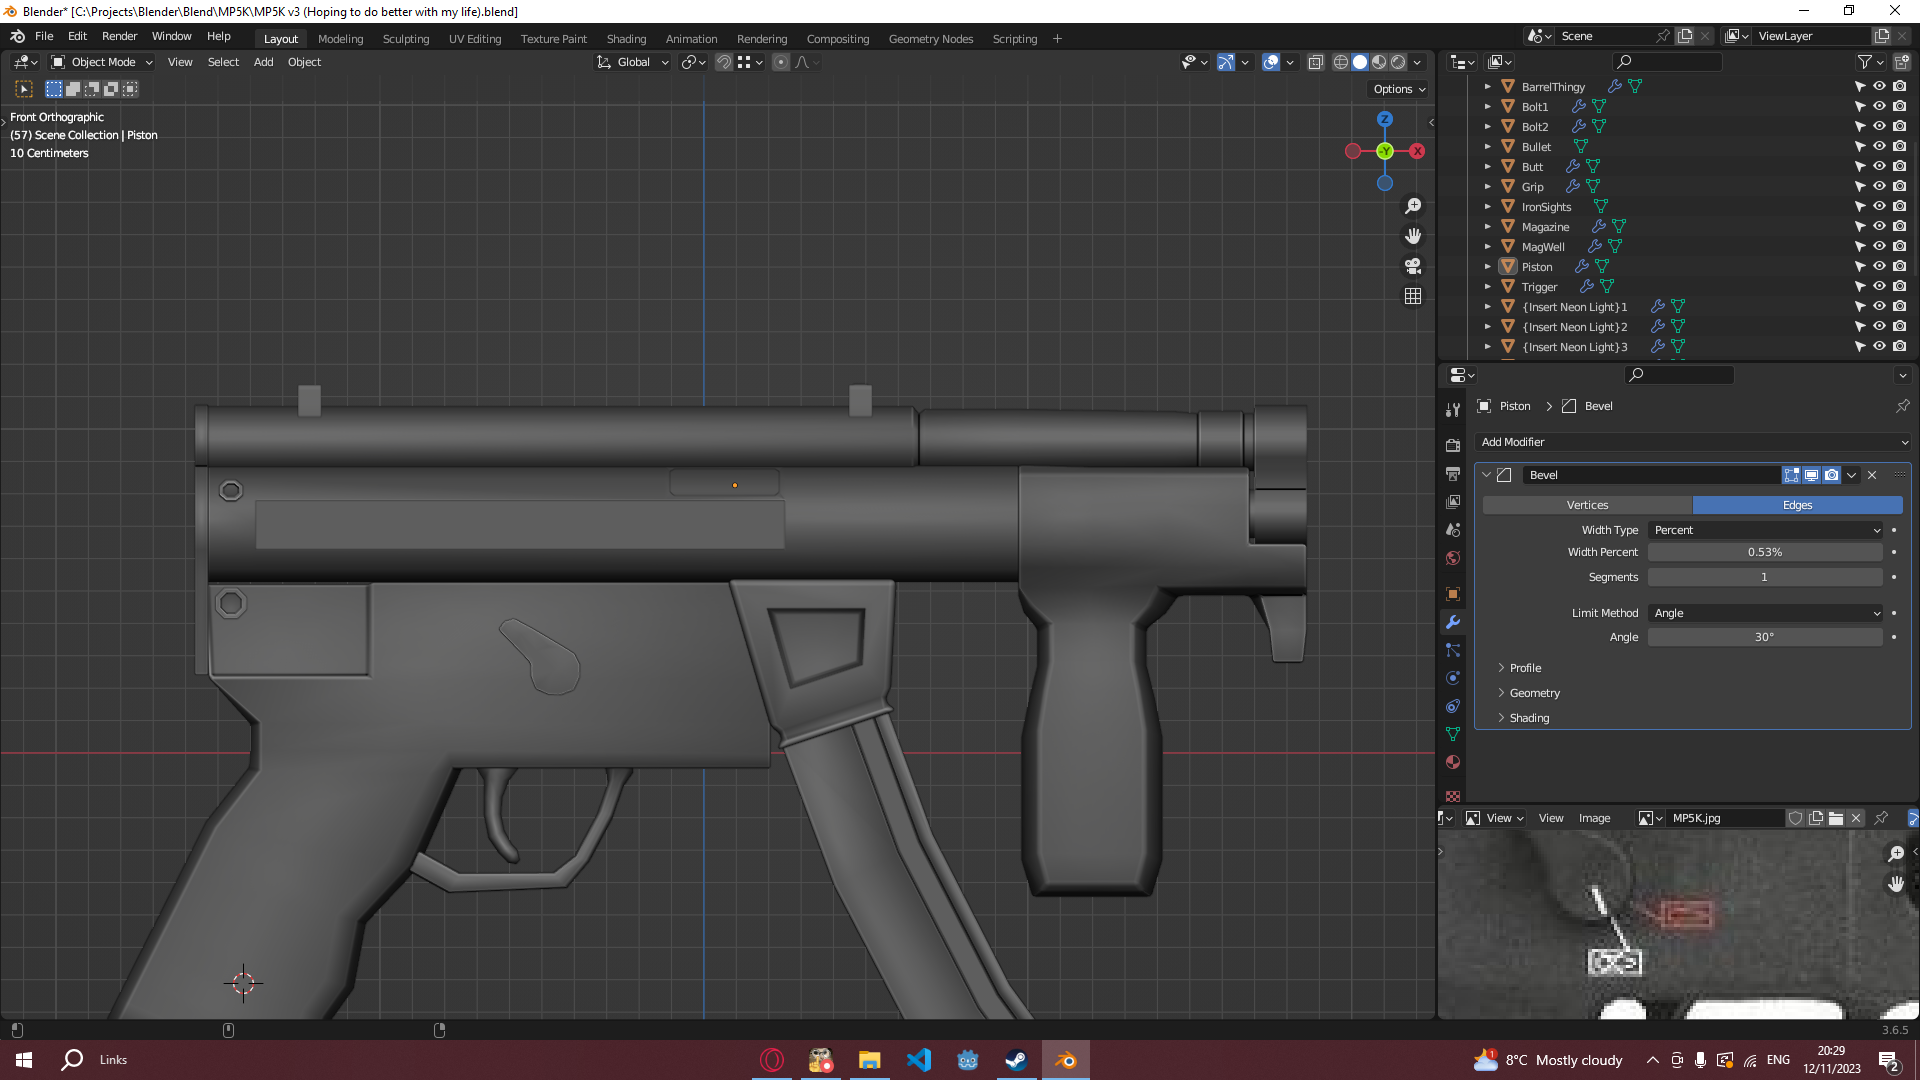 Blender* [C:\Projects\Blender\Blend\MP5K\MP5K v3 (Hoping to do better with my life).blend]
File Edit Render Window Help Layout Modeling Sculpting UV Editing Texture Paint Shading Animation Rendering Compositing Geometry Nodes Scripting + Scene ViewLayer
Object Mode View Select Add Object Global
Options
Front Orthographic
(57) Scene Collection | Piston
10 Centimeters
Z
-Y
X
BarrelThingy
Bolt1
Bolt2
Bullet
Butt
Grip
IronSights
Magazine
MagWell
Piston
Trigger
{Insert Neon Light}1
{Insert Neon Light}2
{Insert Neon Light}3
Piston > Bevel
Add Modifier
Bevel
Vertices Edges
Width Type Percent
Width Percent 0.53%
Segments 1
Limit Method Angle
Angle 30°
Profile
Geometry
Shading
View View Image MP5K.jpg
3.6.5
Links
1 8°C Mostly cloudy ENG 20:29
12/11/2023 2